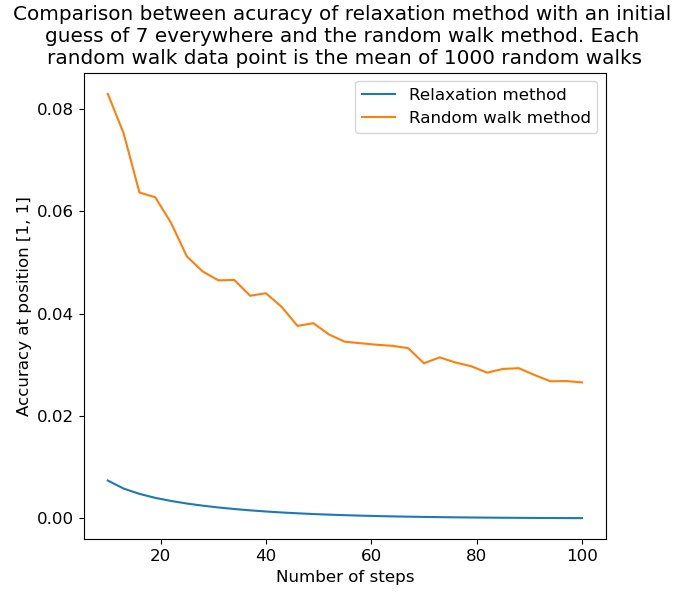 Comparison between acuracy of relaxation method with an initial
guess of 7 everywhere and the random walk method. Each
random walk data point is the mean of 1000 random walks
Relaxation method
Random walk method
0.08
0.06
0.04
0.02
0.00
Accuracy at position [1, 1]
20
40
60
80
100
Number of steps